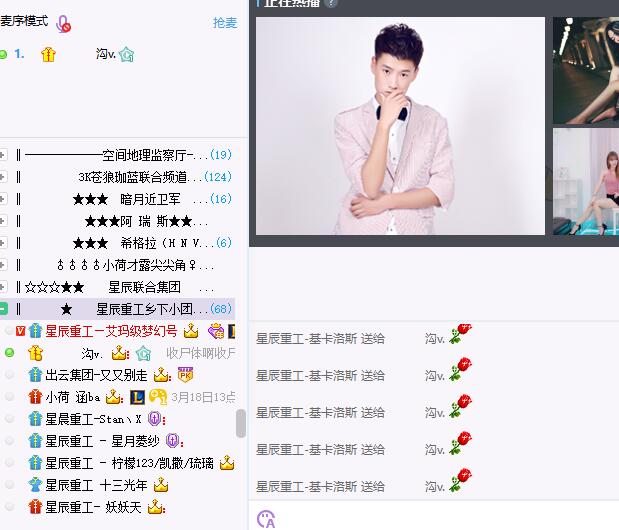 麦序模式
抢麦
正在热播
1. 沟v.
‖ ——————空间地理监察厅-...(19)
‖ 3K苍狼珈蓝联合频道...(124)
‖ ★★★ 暗月近卫军 ...(16)
‖ ★★★阿 瑞 斯★★...
‖ ★★★ 希格拉（H N V...(6)
‖ ♁♁♁♁小荷才露尖尖角♀...
‖ ☆☆☆★★ 星辰联合集团 ...
‖ ★ 星辰重工乡下小团...(68)
V 星辰重工—艾玛级梦幻号
沟v. 收尸体啊收尸
出云集团-又又别走 PK
小荷 涵ba 3月18日13点
星晨重工-Stan丶X
星辰重工 - 星月菱纱
星辰重工 - 柠檬123/凯撒/琉璃
星辰重工 十三光年
星辰重工- 妖妖天
星辰重工-基卡洛斯 送给 沟v.
星辰重工-基卡洛斯 送给 沟v.
星辰重工-基卡洛斯 送给 沟v.
星辰重工-基卡洛斯 送给 沟v.
星辰重工-基卡洛斯 送给 沟v.